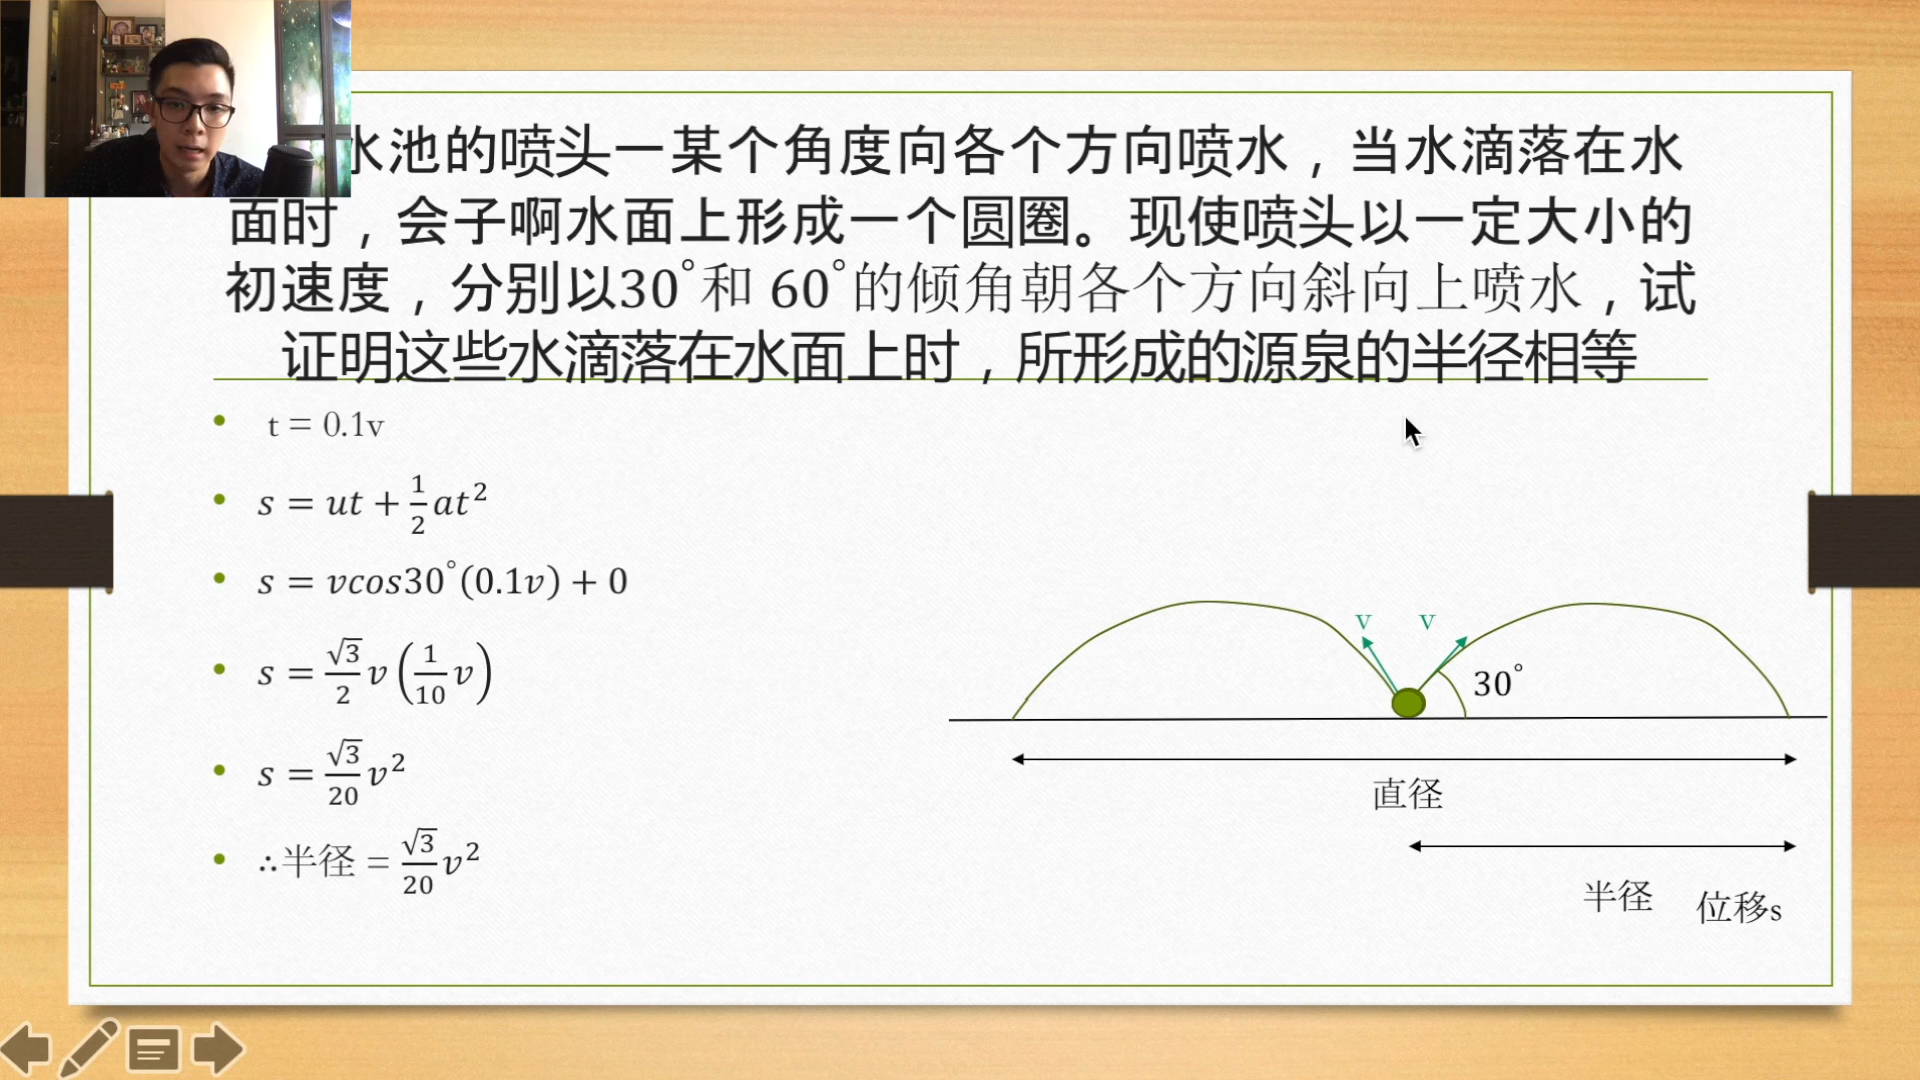 水池的喷头一某个角度向各个方向喷水，当水滴落在水
面时，会子啊水面上形成一个圆圈。现使喷头以一定大小的
初速度，分别以30°和 60°的倾角朝各个方向斜向上喷水，试
证明这些水滴落在水面上时，所形成的源泉的半径相等
• t = 0.1v
• s = ut + 1/2 at²
• s = vcos30°(0.1v) + 0
• s = √3/2 v (1/10 v)
• s = √3/20 v²
• ∴半径 = √3/20 v²
v v
30°
直径
半径 位移s